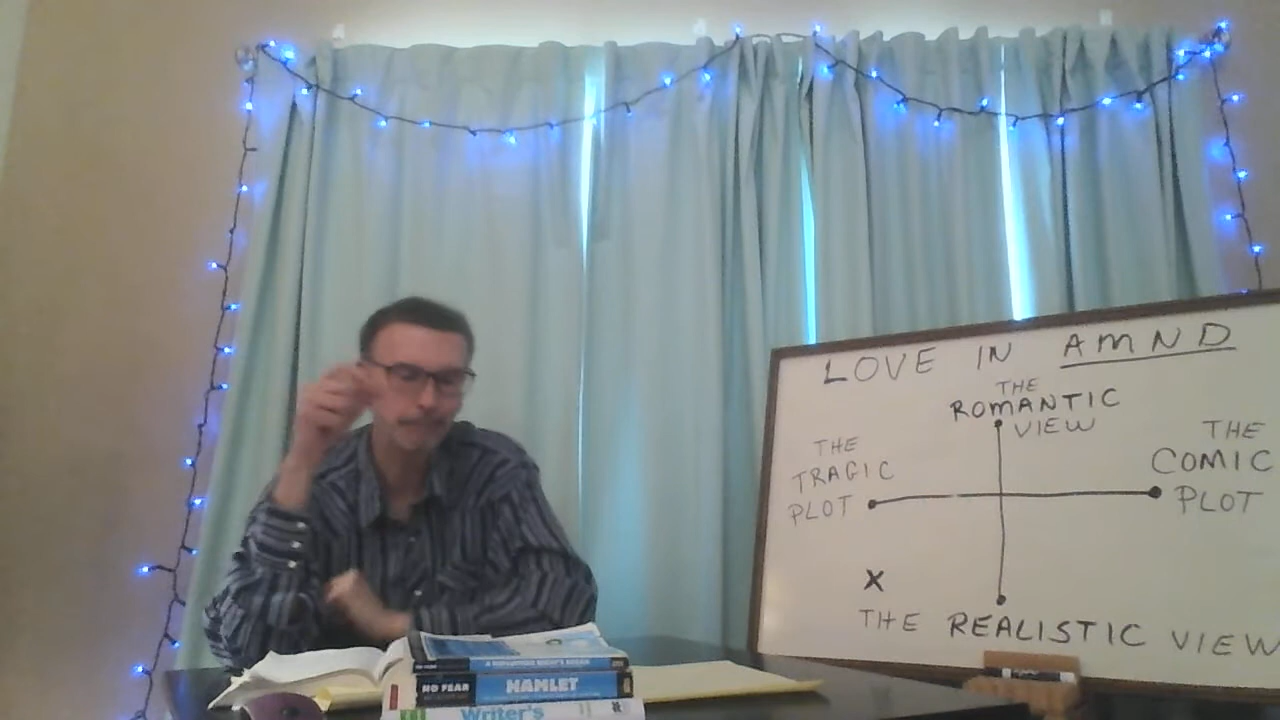 LOVE IN AMND
THE
ROMANTIC
VIEW
THE
TRAGIC
PLOT
THE
COMIC
PLOT
X
THE REALISTIC VIEW
A MIDSUMMER NIGHT'S DREAM
NO FEAR
HAMLET
Writer's